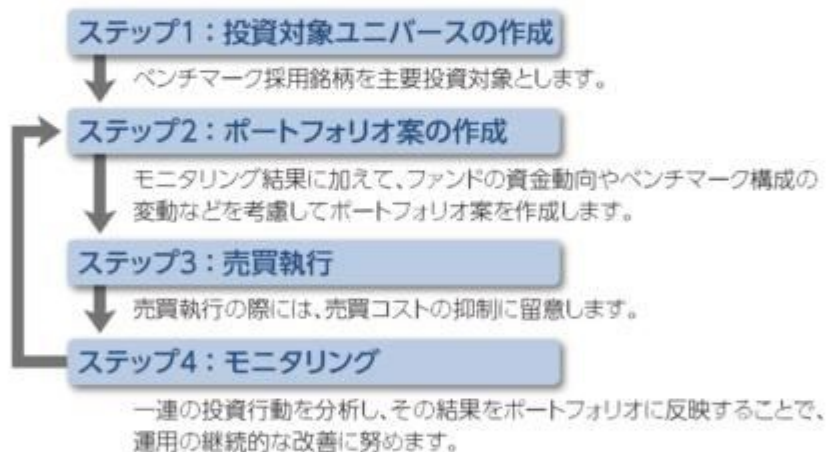 ステップ1：投資対象ユニバースの作成
ベンチマーク採用銘柄を主要投資対象とします。
ステップ2：ポートフォリオ案の作成
モニタリング結果に加えて、ファンドの資金動向やベンチマーク構成の
変動などを考慮してポートフォリオ案を作成します。
ステップ3：売買執行
売買執行の際には、売買コストの抑制に留意します。
ステップ4：モニタリング
一連の投資行動を分析し、その結果をポートフォリオに反映することで、
運用の継続的な改善に努めます。